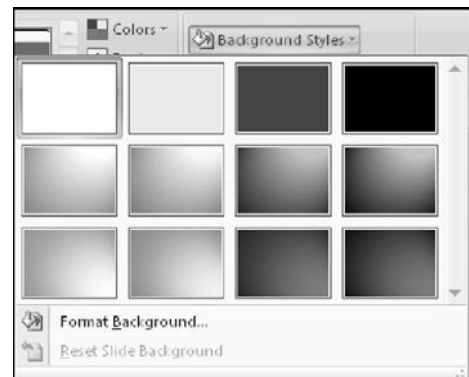 Colors
Background Styles
Format Background...
Reset Slide Background